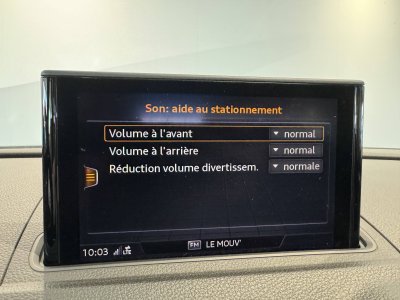 Son: aide au stationnement
Volume à l'avant normal
Volume à l'arrière normal
Réduction volume divertissem. normale
10:03 LTE FM LE MOUV'